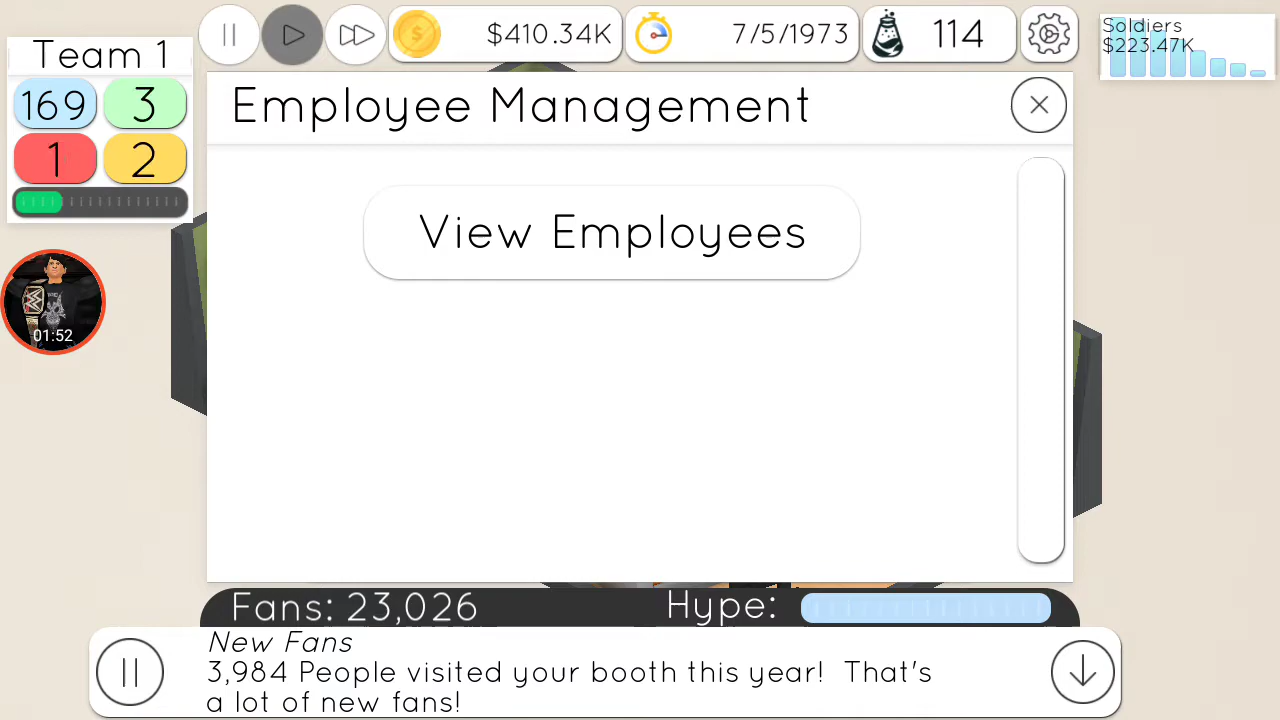 Team 1
169
3
1
2
01:52
$410.34K
7/5/1973
114
Soldiers
$223.47K
Employee Management
View Employees
Fans: 23,026
Hype:
New Fans
3,984 People visited your booth this year! That's
a lot of new fans!